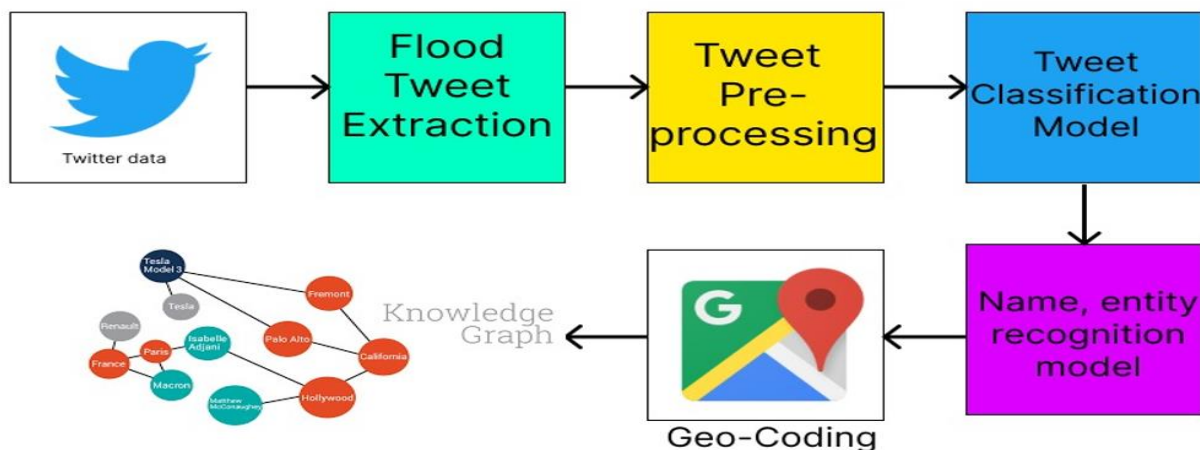 Twitter data
Flood
Tweet
Extraction
Tweet
Pre-
processing
Tweet
Classification
Model
Name, entity
recognition
model
G
Geo-Coding
Knowledge
Graph
Tesla
Model 3
Tesla
Fremont
Renault
Isabelle
Adjani
Palo Alto
Paris
France
California
Macron
Matthew
McConaughey
Hollywood